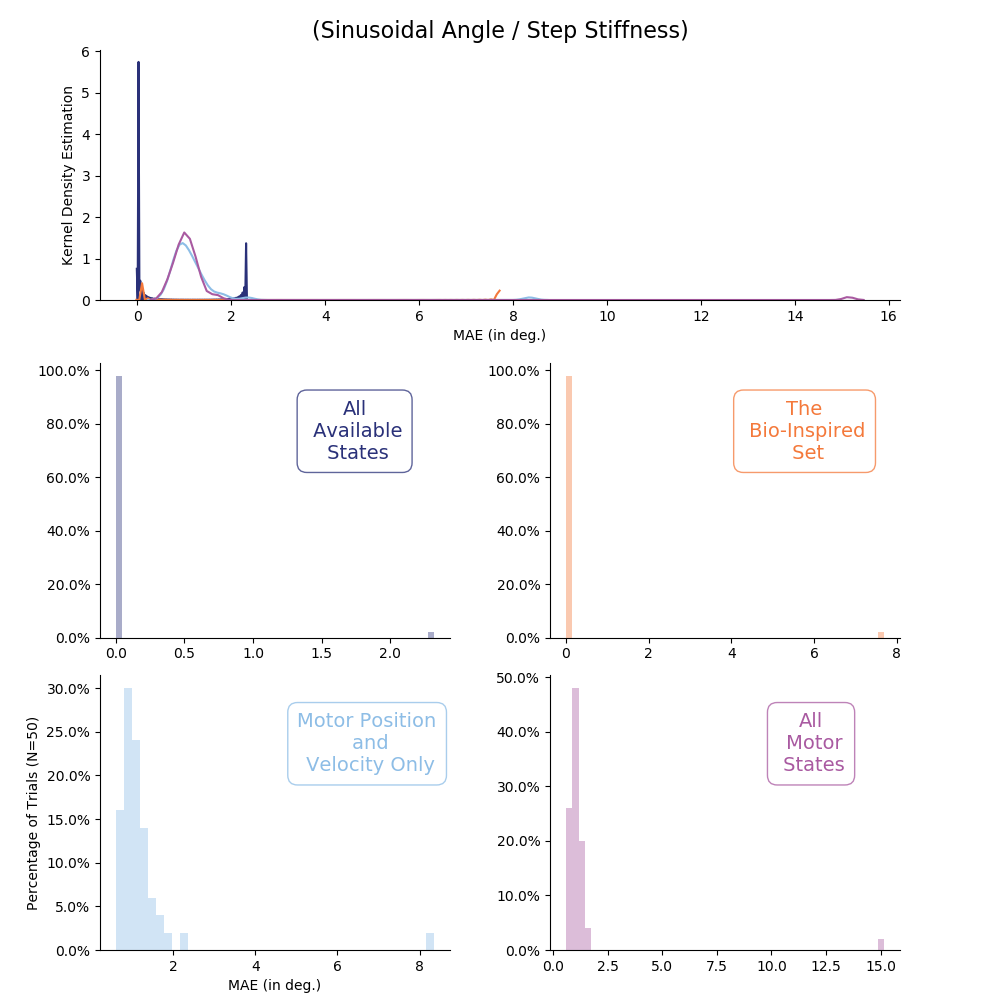 (Sinusoidal Angle / Step Stiffness)
Kernel Density Estimation
6
5
4
3
2
1
0
0 2 4 6 8 10 12 14 16
MAE (in deg.)
100.0%
80.0%
60.0%
40.0%
20.0%
0.0%
0.0 0.5 1.0 1.5 2.0
All
Available
States
100.0%
80.0%
60.0%
40.0%
20.0%
0.0%
0 2 4 6 8
The
Bio-Inspired
Set
Percentage of Trials (N=50)
30.0%
25.0%
20.0%
15.0%
10.0%
5.0%
0.0%
2 4 6 8
MAE (in deg.)
Motor Position
and
Velocity Only
50.0%
40.0%
30.0%
20.0%
10.0%
0.0%
0.0 2.5 5.0 7.5 10.0 12.5 15.0
All
Motor
States